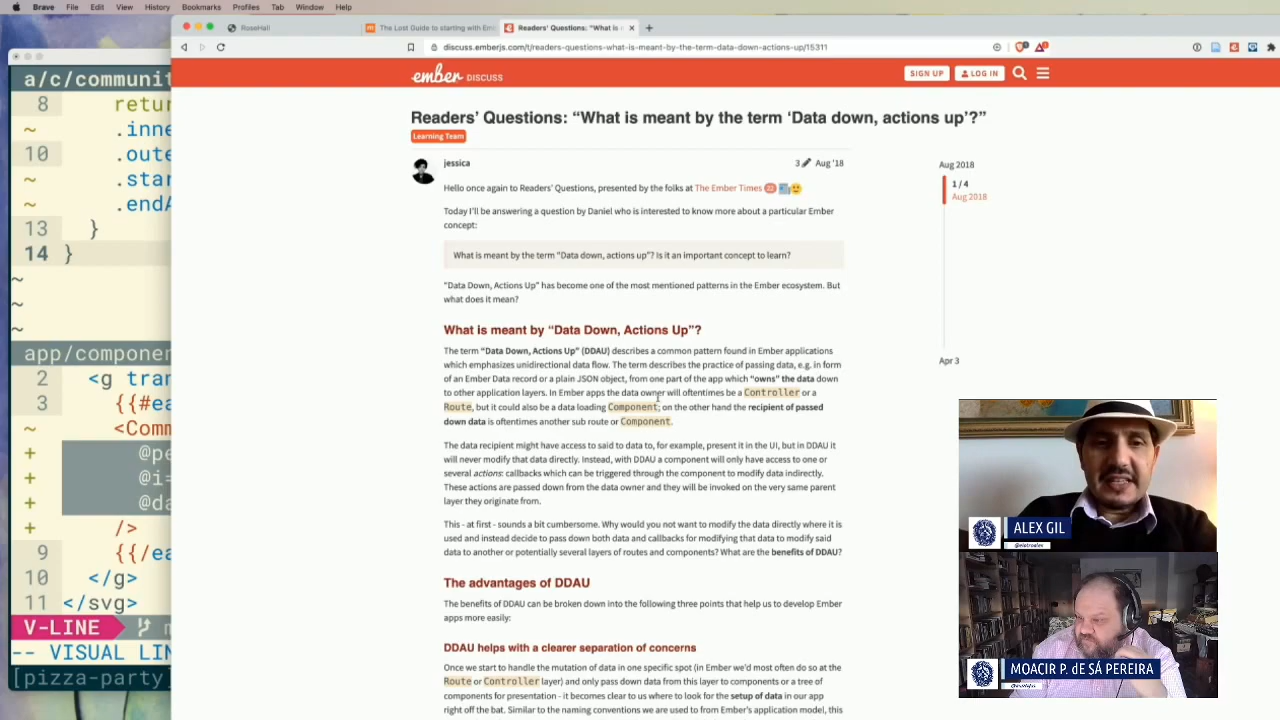 Brave File Edit View History Bookmarks Profiles Tab Window Help
RoseHall
The Lost Guide to starting with Em
Readers' Questions: "What is m
discuss.emberjs.com/t/readers-questions-what-is-meant-by-the-term-data-down-actions-up/15311
ember DISCUSS
SIGN UP
LOG IN
a/c/communit
8 return
~ .inne
10 .oute
~ .star
~ .endA
13 }
14 }
~
~
app/componen
2 <g tran
3 {{#ea
~ <Comm
+ @pe
+ @i=
+ @da
+ />
9 {{/ea
10 </g>
11 </svg>
V-LINE
-- VISUAL LIN
[pizza-party
Readers' Questions: “What is meant by the term ‘Data down, actions up’?”
Learning Team
jessica
3 Aug '18
Hello once again to Readers' Questions, presented by the folks at The Ember Times
Today I'll be answering a question by Daniel who is interested to know more about a particular Ember
concept:
What is meant by the term “Data down, actions up”? Is it an important concept to learn?
“Data Down, Actions Up” has become one of the most mentioned patterns in the Ember ecosystem. But
what does it mean?
What is meant by “Data Down, Actions Up”?
The term “Data Down, Actions Up” (DDAU) describes a common pattern found in Ember applications
which emphasizes unidirectional data flow. The term describes the practice of passing data, e.g. in form
of an Ember Data record or a plain JSON object, from one part of the app which “owns” the data down
to other application layers. In Ember apps the data owner will oftentimes be a Controller or a
Route, but it could also be a data loading Component; on the other hand the recipient of passed
down data is oftentimes another sub route or Component.
The data recipient might have access to said data to, for example, present it in the UI, but in DDAU it
will never modify that data directly. Instead, with DDAU a component will only have access to one or
several actions: callbacks which can be triggered through the component to modify data indirectly.
These actions are passed down from the data owner and they will be invoked on the very same parent
layer they originate from.
This - at first - sounds a bit cumbersome. Why would you not want to modify the data directly where it is
used and instead decide to pass down both data and callbacks for modifying that data to modify said
data to another or potentially several layers of routes and components? What are the benefits of DDAU?
The advantages of DDAU
The benefits of DDAU can be broken down into the following three points that help us to develop Ember
apps more easily:
DDAU helps with a clearer separation of concerns
Once we start to handle the mutation of data in one specific spot (in Ember we'd most often do so at the
Route or Controller layer) and only pass down data from this layer to components or a tree of
components for presentation - it becomes clear to us where to look for the setup of data in our app
right off the bat. Similar to the naming conventions we are used to from Ember's application model, this
Aug 2018
1 / 4
Aug 2018
Apr 3
ALEX GIL
@elotroalex
MOACIR P. DE SÁ PEREIRA